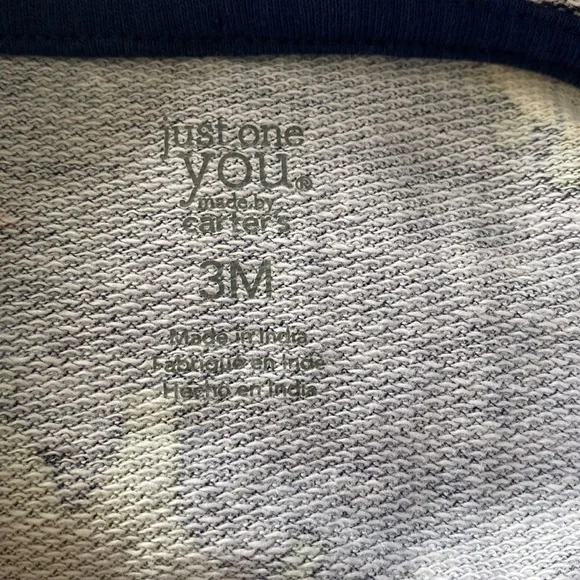 just one
you®
made by
carter's
3M
Made in India
Fabriqué en Inde
Hecho en India